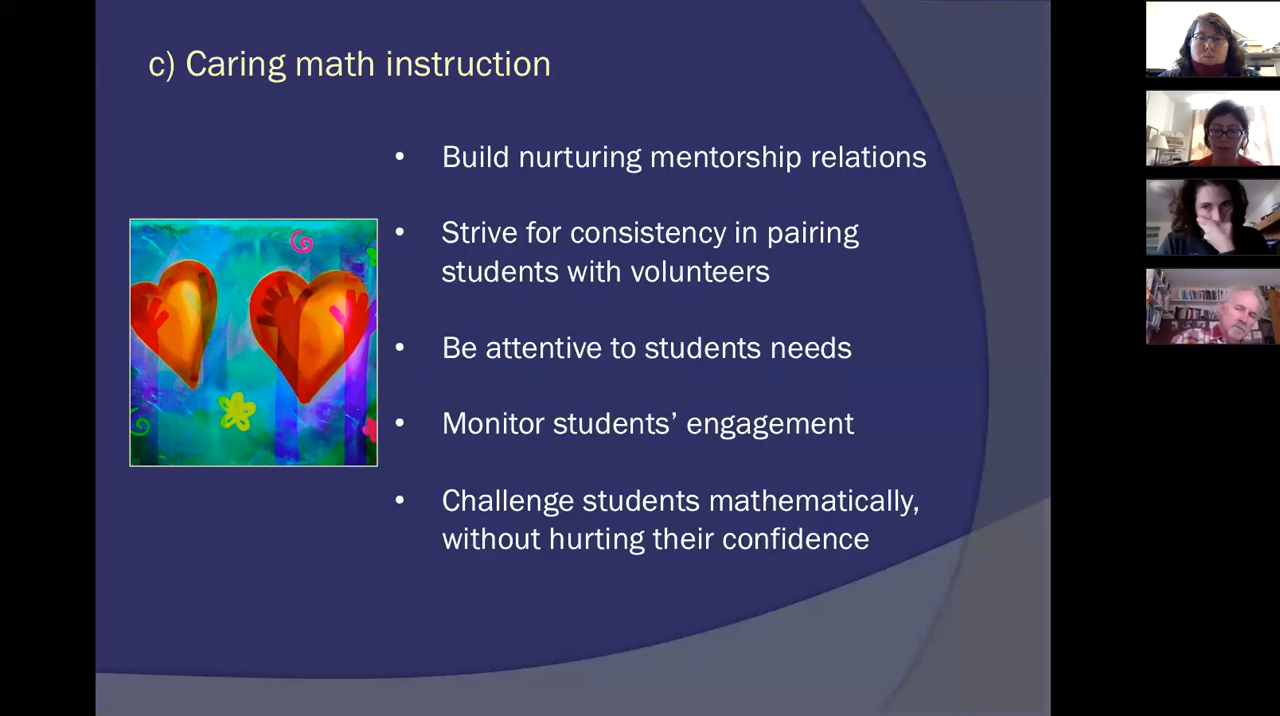 c) Caring math instruction
• Build nurturing mentorship relations
• Strive for consistency in pairing
students with volunteers
• Be attentive to students needs
• Monitor students’ engagement
• Challenge students mathematically,
without hurting their confidence